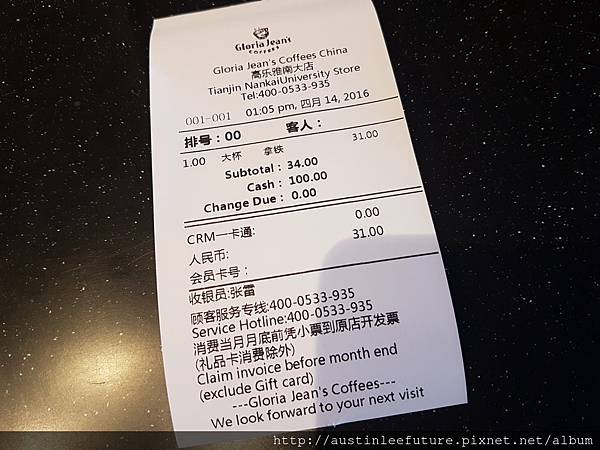 Gloria Jean's
COFFEES
Gloria Jean's Coffees China
高乐雅南大店
Tianjin NankaiUniversity Store
Tel:400-0533-935
001-001 01:05 pm, 四月 14, 2016
排号：00 客人：
1.00 大杯 拿铁 31.00
Subtotal : 34.00
Cash : 100.00
Change Due : 0.00
CRM一卡通: 0.00
人民币: 31.00
会员卡号：
收银员:张雷
顾客服务专线:400-0533-935
Service Hotline:400-0533-935
消费当月月底前凭小票到原店开发票
(礼品卡消费除外)
Claim invoice before month end
(exclude Gift card)
---Gloria Jean's Coffees---
We look forward to your next visit
http://austinleefuture.pixnet.net/album